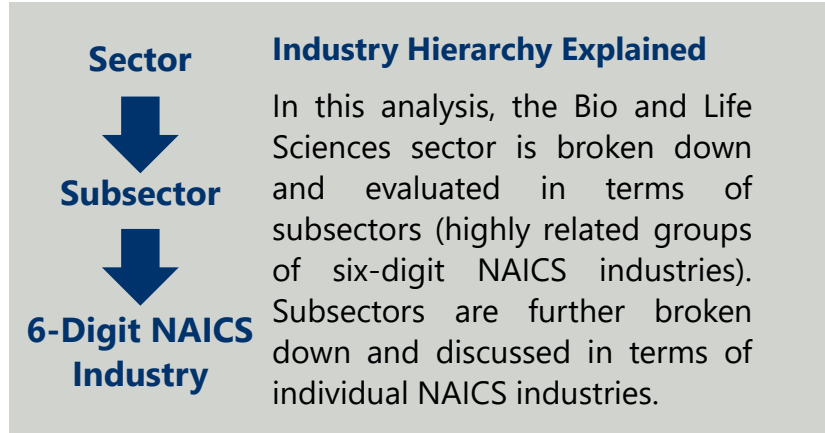 Sector
Subsector
6-Digit NAICS
Industry
Industry Hierarchy Explained
In this analysis, the Bio and Life
Sciences sector is broken down
and evaluated in terms of
subsectors (highly related groups
of six-digit NAICS industries).
Subsectors are further broken
down and discussed in terms of
individual NAICS industries.